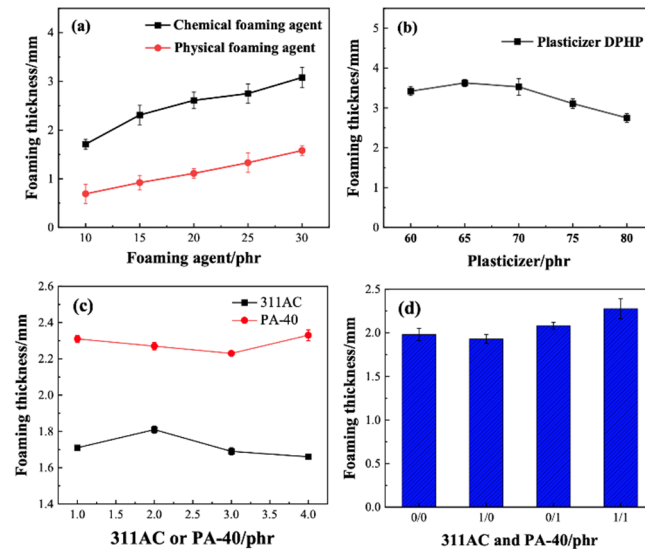 (a)
Chemical foaming agent
Physical foaming agent
Foaming thickness/mm
4
3
2
1
0
10 15 20 25 30
Foaming agent/phr
(b)
Plasticizer DPHP
Foaming thickness/mm
5
4
3
2
1
0
60 65 70 75 80
Plasticizer/phr
(c)
311AC
PA-40
Foaming thickness/mm
2.6
2.4
2.2
2.0
1.8
1.6
1.4
1.0 1.5 2.0 2.5 3.0 3.5 4.0
311AC or PA-40/phr
(d)
Foaming thickness/mm
2.5
2.0
1.5
1.0
0.5
0.0
0/0 1/0 0/1 1/1
311AC and PA-40/phr